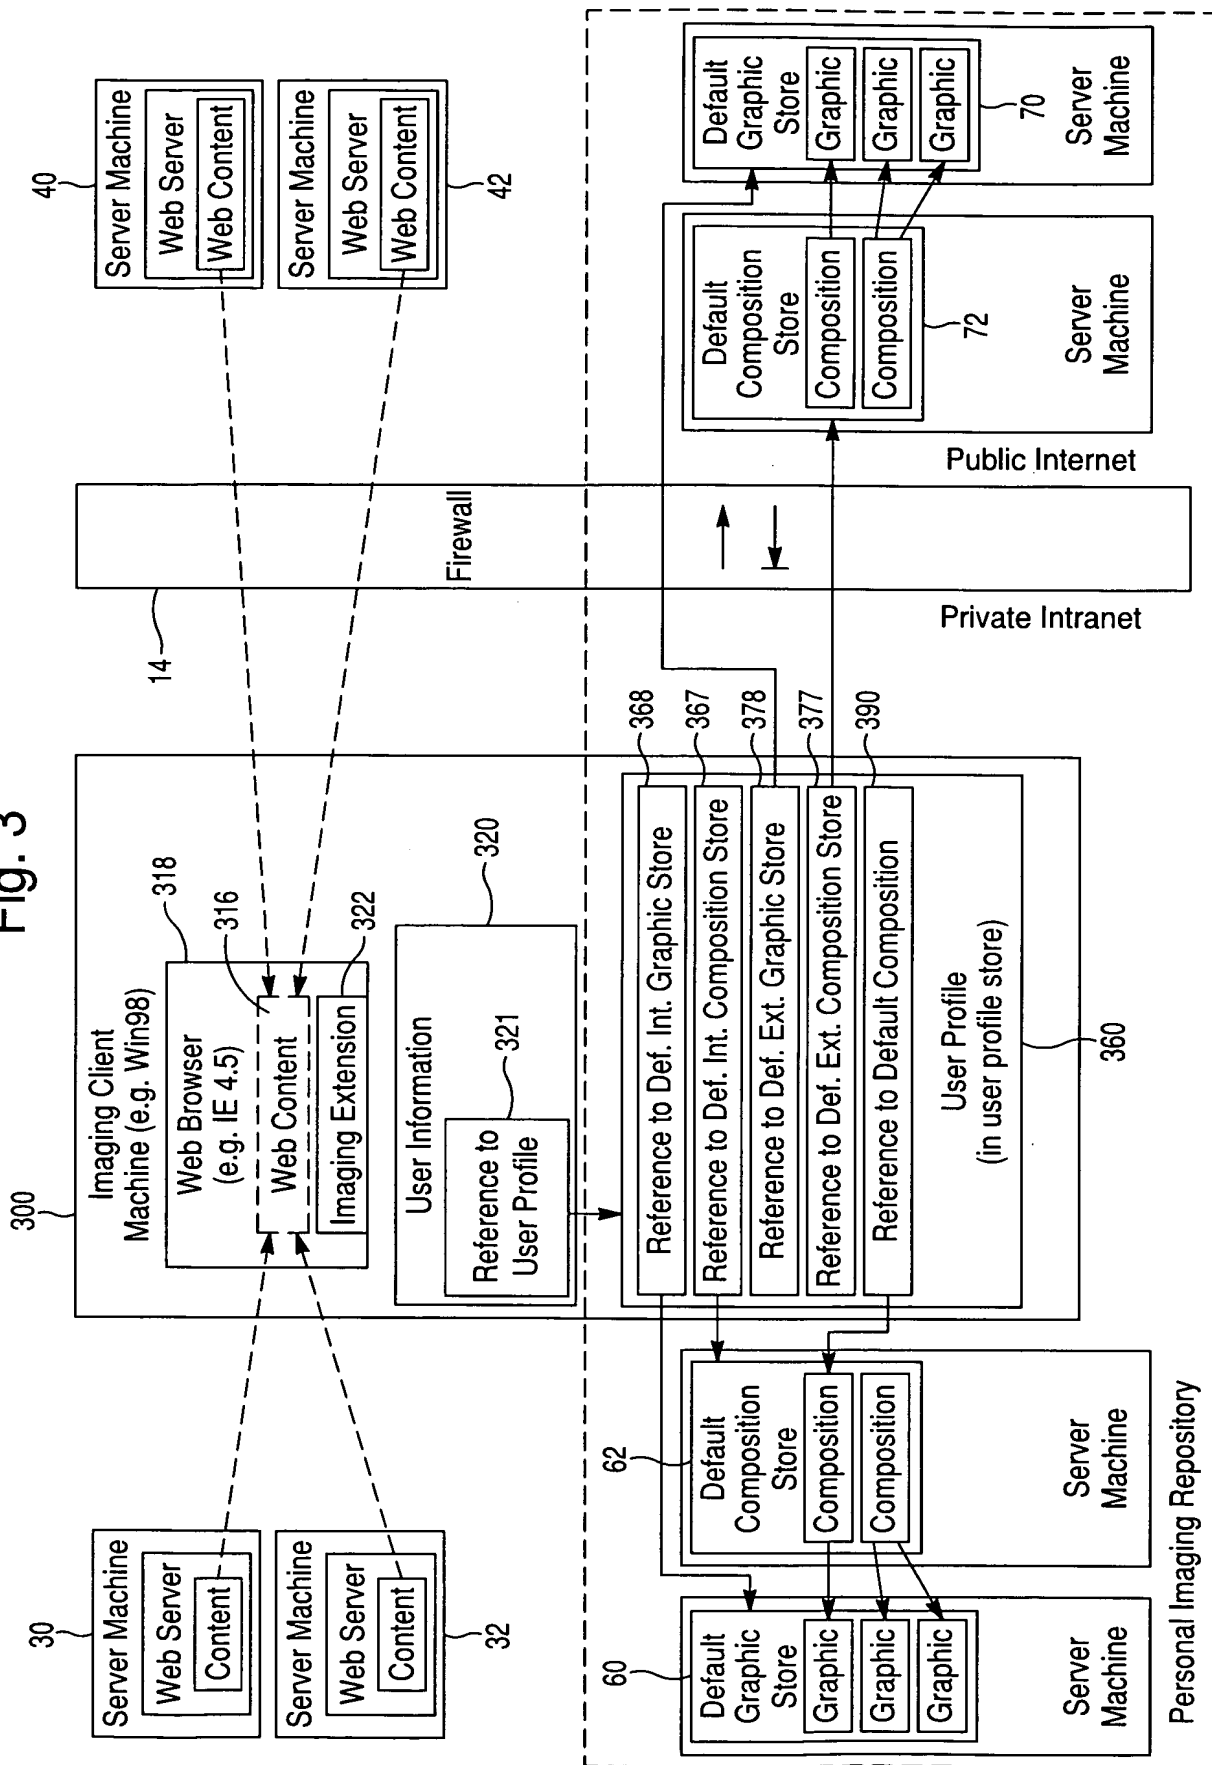 Fig. 3
300
Imaging Client
Machine (e.g. Win98)
318
Web Browser
(e.g. IE 4.5)
316
Web Content
322
Imaging Extension
320
User Information
321
Reference to
User Profile
30
Server Machine
Web Server
Content
Server Machine
Web Server
Content
32
14
Firewall
40
Server Machine
Web Server
Web Content
Server Machine
Web Server
Web Content
42
Reference to Def. Int. Graphic Store
368
Reference to Def. Int. Composition Store
367
Reference to Def. Ext. Graphic Store
378
Reference to Def. Ext. Composition Store
377
Reference to Default Composition
390
User Profile
(in user profile store)
360
60
Default
Graphic
Store
Graphic
Graphic
Graphic
Server
Machine
62
Default
Composition
Store
Composition
Composition
Server
Machine
Private Intranet
Public Internet
Default
Composition
Store
Composition
Composition
72
Server
Machine
Default
Graphic
Store
Graphic
Graphic
Graphic
70
Server
Machine
Personal Imaging Repository